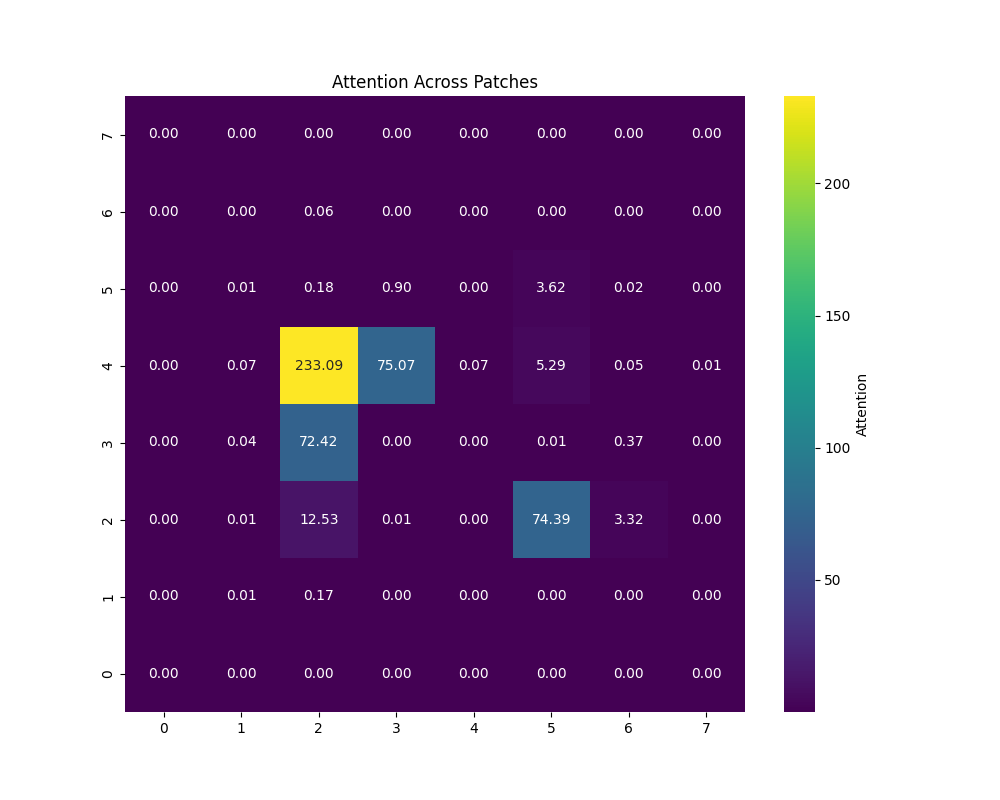 Attention Across Patches
7 0.00 0.00 0.00 0.00 0.00 0.00 0.00 0.00
6 0.00 0.00 0.06 0.00 0.00 0.00 0.00 0.00
5 0.00 0.01 0.18 0.90 0.00 3.62 0.02 0.00
4 0.00 0.07 233.09 75.07 0.07 5.29 0.05 0.01
3 0.00 0.04 72.42 0.00 0.00 0.01 0.37 0.00
2 0.00 0.01 12.53 0.01 0.00 74.39 3.32 0.00
1 0.00 0.01 0.17 0.00 0.00 0.00 0.00 0.00
0 0.00 0.00 0.00 0.00 0.00 0.00 0.00 0.00
0 1 2 3 4 5 6 7
200
150
100
50
Attention